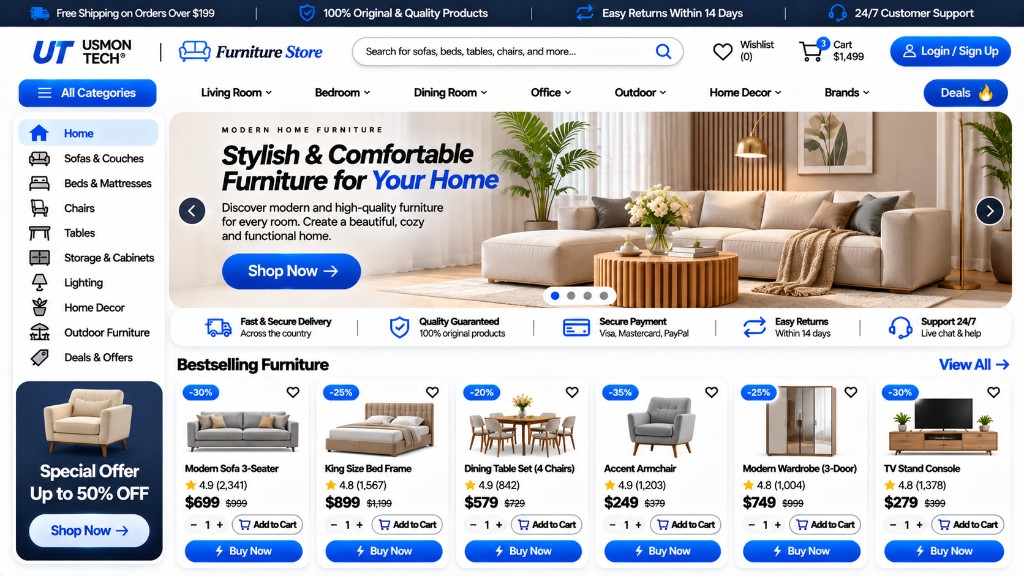 Free Shipping on Orders Over $199
100% Original & Quality Products
Easy Returns Within 14 Days
24/7 Customer Support
UT USMON TECH®
Furniture Store
Search for sofas, beds, tables, chairs, and more...
Wishlist
(0)
3
Cart
$1,499
Login / Sign Up
All Categories
Living Room
Bedroom
Dining Room
Office
Outdoor
Home Decor
Brands
Deals
Home
Sofas & Couches
Beds & Mattresses
Chairs
Tables
Storage & Cabinets
Lighting
Home Decor
Outdoor Furniture
Deals & Offers
Special Offer
Up to 50% OFF
Shop Now →
MODERN HOME FURNITURE
Stylish & Comfortable
Furniture for Your Home
Discover modern and high-quality furniture
for every room. Create a beautiful, cozy
and functional home.
Shop Now →
Fast & Secure Delivery
Across the country
Quality Guaranteed
100% original products
Secure Payment
Visa, Mastercard, PayPal
Easy Returns
Within 14 days
Support 24/7
Live chat & help
Bestselling Furniture
View All →
-30%
Modern Sofa 3-Seater
4.9 (2,341)
$699 $999
− 1 + Add to Cart
Buy Now
-25%
King Size Bed Frame
4.8 (1,567)
$899 $1,199
− 1 + Add to Cart
Buy Now
-20%
Dining Table Set (4 Chairs)
4.9 (842)
$579 $729
− 1 + Add to Cart
Buy Now
-35%
Accent Armchair
4.9 (1,203)
$249 $379
− 1 + Add to Cart
Buy Now
-25%
Modern Wardrobe (3-Door)
4.8 (1,004)
$749 $999
− 1 + Add to Cart
Buy Now
-30%
TV Stand Console
4.8 (1,378)
$279 $399
− 1 + Add to Cart
Buy Now